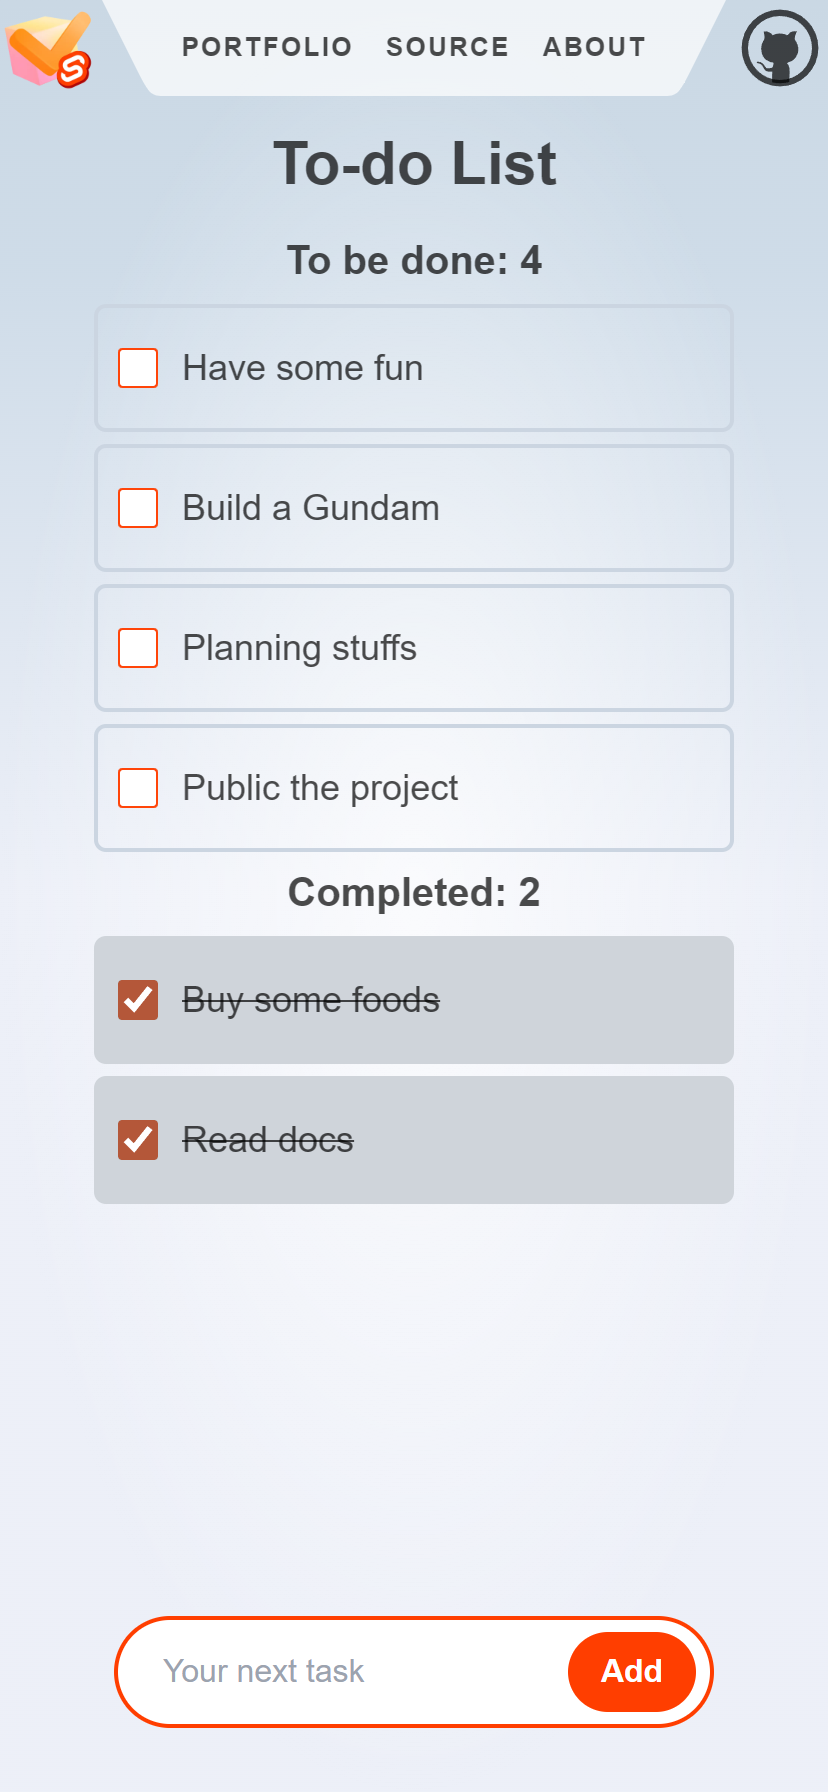 PORTFOLIO SOURCE ABOUT
To-do List
To be done: 4
Have some fun
Build a Gundam
Planning stuffs
Public the project
Completed: 2
Buy some foods
Read docs
Your next task Add